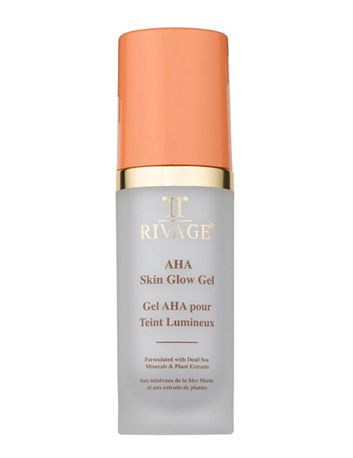 RIVAGE®
AHA
Skin Glow Gel
Gel AHA pour
Teint Lumineux
Formulated with Dead Sea
Minerals & Plant Extracts
Aux minéraux de la Mer Morte
et aux extraits de plantes